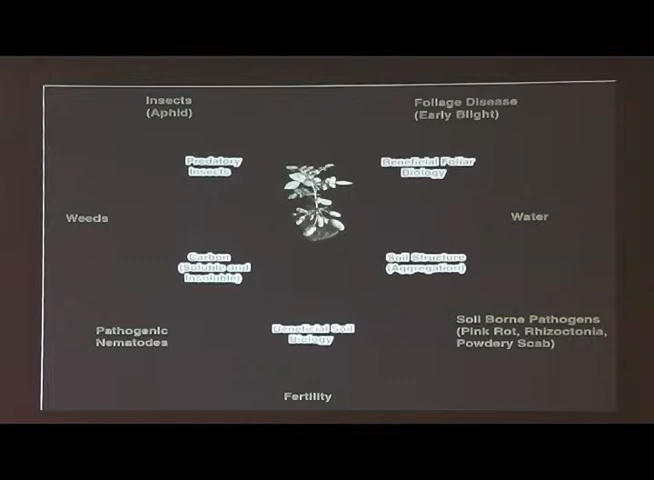 Insects
(Aphid)
Foliage Disease
(Early Blight)
Predatory
Insects
Beneficial Foliar
Biology
Weeds
Water
Carbon
(Soluble and
Insoluble)
Soil Structure
(Aggregation)
Pathogenic
Nematodes
Beneficial Soil
Biology
Soil Borne Pathogens
(Pink Rot, Rhizoctonia,
Powdery Scab)
Fertility